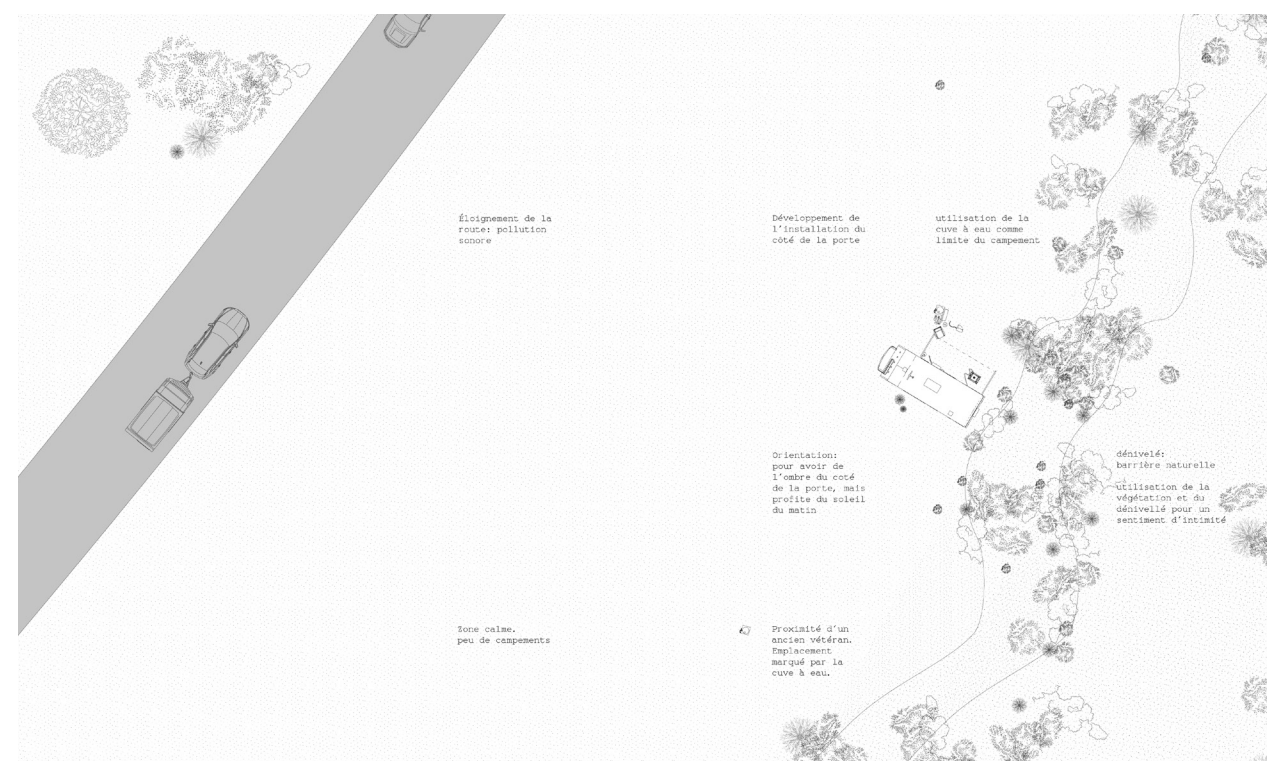 Éloignement de la
route: pollution
sonore
Développement de
l'installation du
côté de la porte
utilisation de la
cuve à eau comme
limite du campement
Orientation:
pour avoir de
l'ombre du coté
de la porte, mais
profite du soleil
du matin
dénivelé:
barrière naturelle
utilisation de la
végétation et du
dénivellé pour un
sentiment d'intimité
Zone calme.
peu de campements
Proximité d'un
ancien vétéran.
Emplacement
marqué par la
cuve à eau.